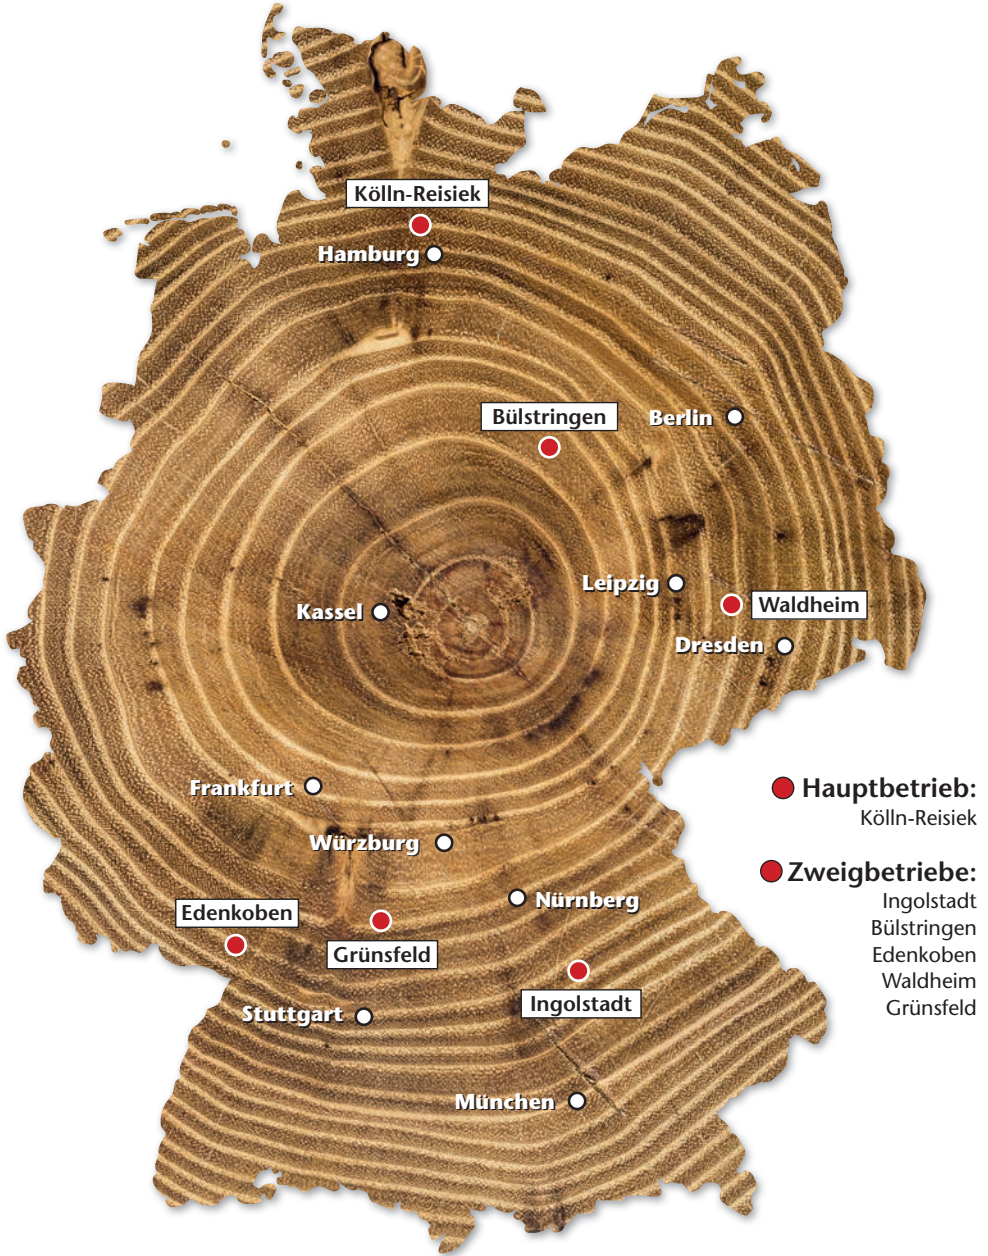 Kölln-Reisiek
Hamburg
Bülstringen
Berlin
Leipzig
Waldheim
Kassel
Dresden
Frankfurt
Hauptbetrieb:
Kölln-Reisiek
Würzburg
Zweigbetriebe:
Ingolstadt
Bülstringen
Edenkoben
Waldheim
Grünsfeld
Nürnberg
Edenkoben
Grünsfeld
Ingolstadt
Stuttgart
München